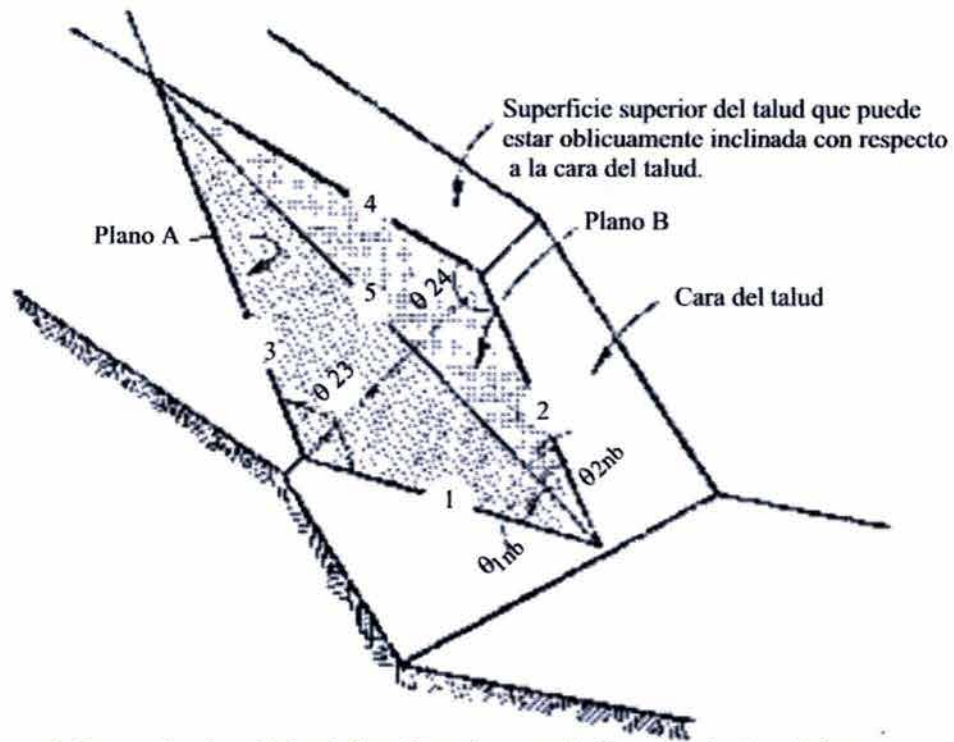 Superficie superior del talud que puede
estar oblicuamente inclinada con respecto
a la cara del talud.
4
Plano A
Plano B
5
θ 24
Cara del talud
3
θ 23
2
θ2nb
1
θ1nb